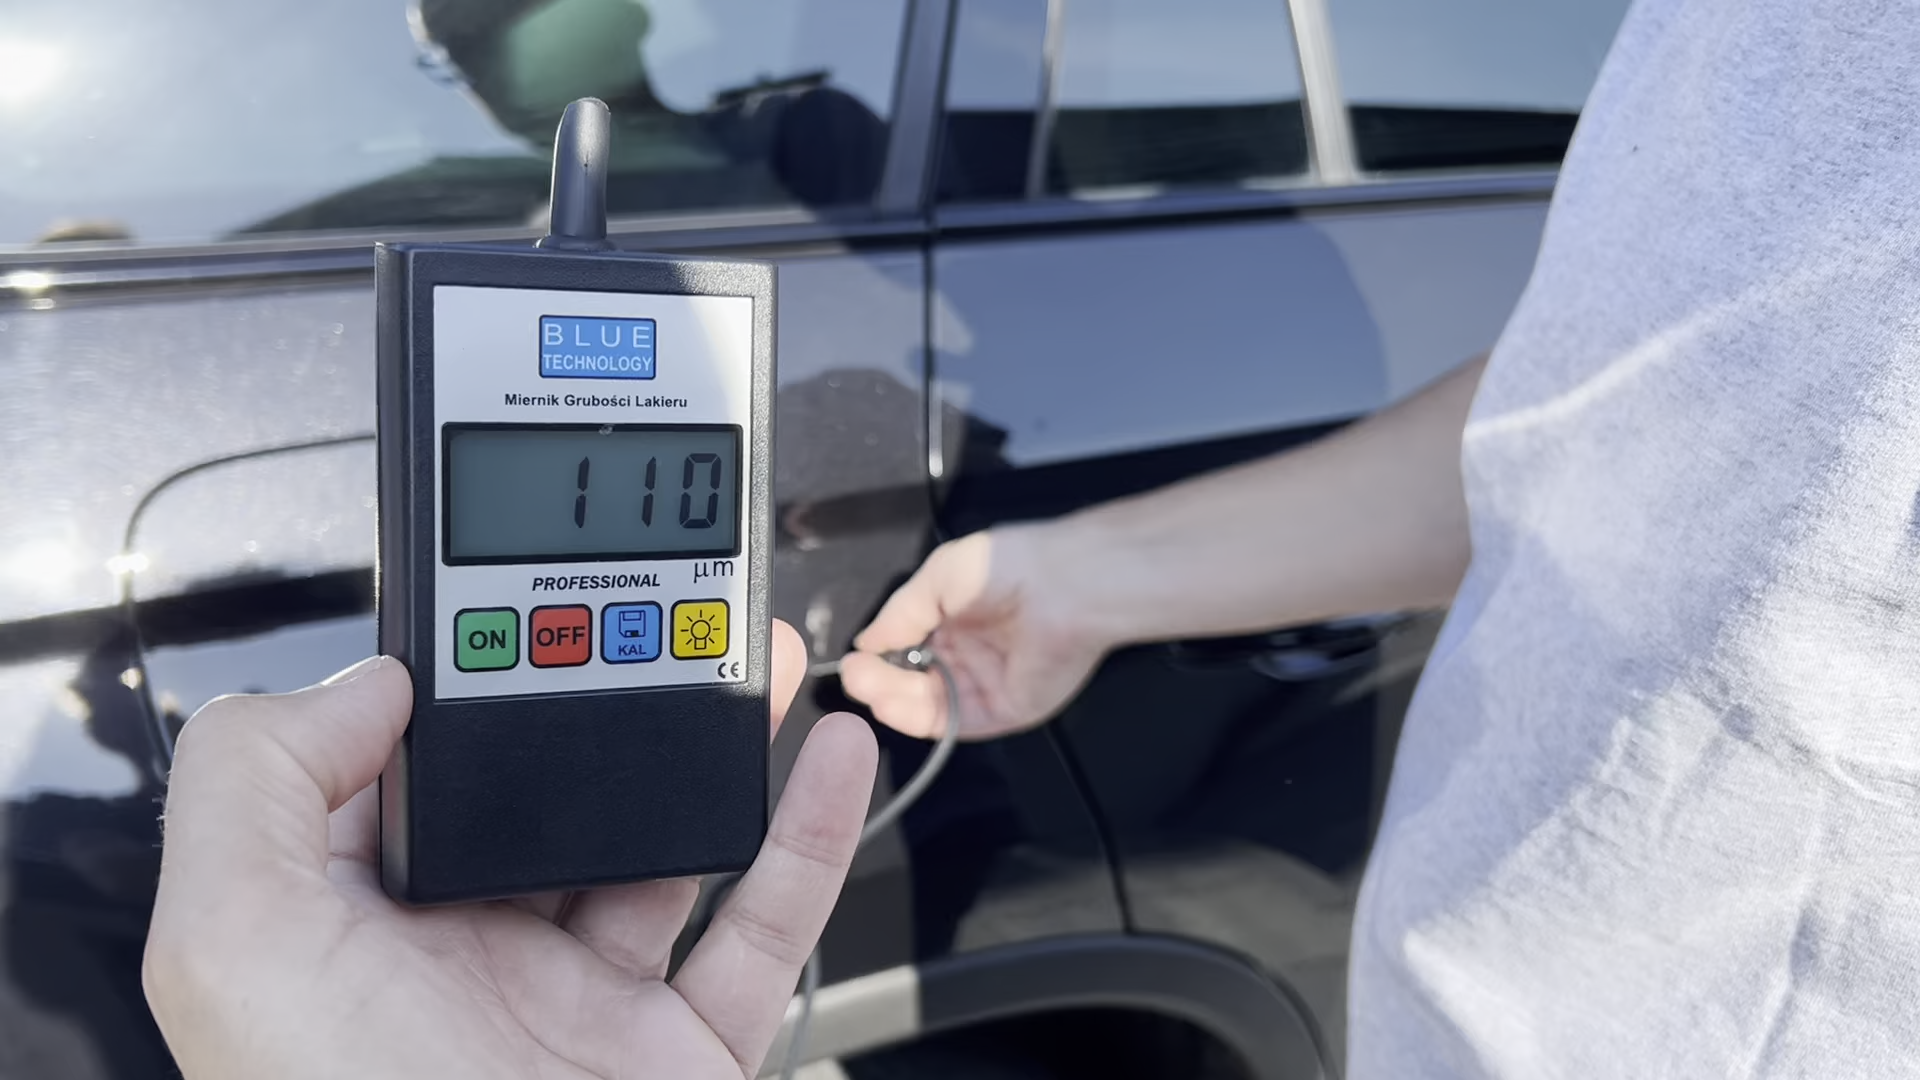 BLUE
TECHNOLOGY
Miernik Grubości Lakieru
110
µm
PROFESSIONAL
ON OFF KAL
CE